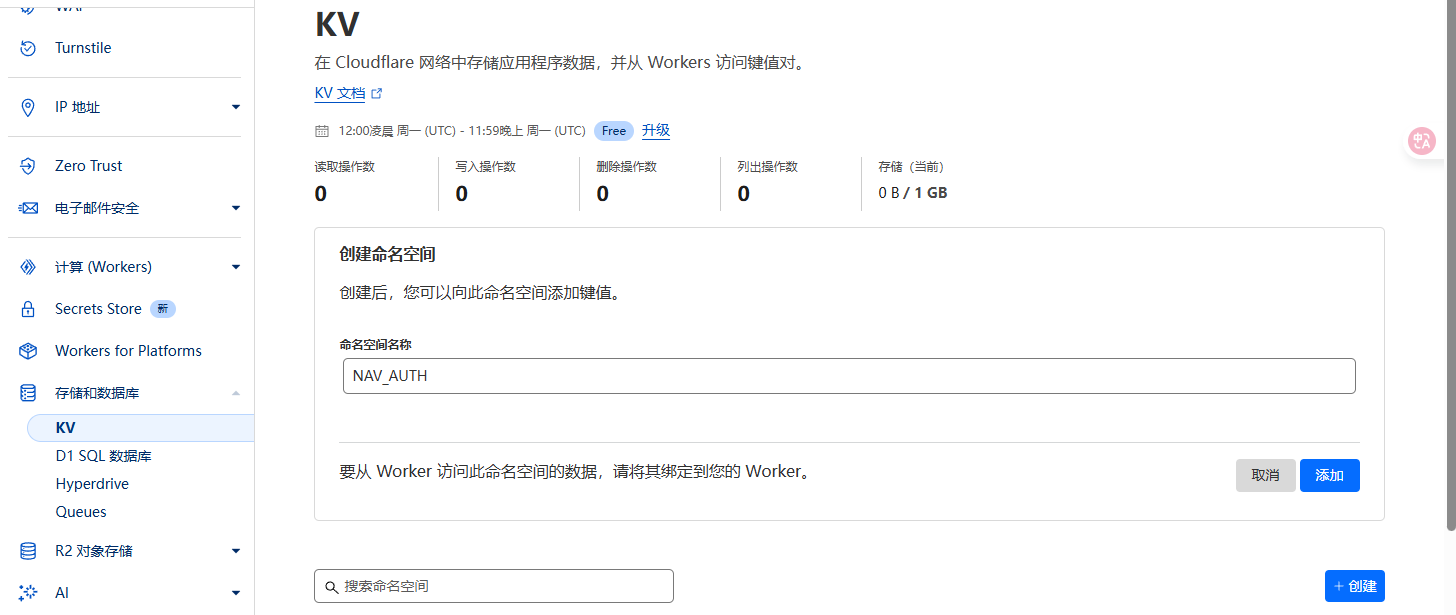 Turnstile
IP 地址
Zero Trust
电子邮件安全
计算 (Workers)
Secrets Store 新
Workers for Platforms
存储和数据库
KV
D1 SQL 数据库
Hyperdrive
Queues
R2 对象存储
AI
KV
在 Cloudflare 网络中存储应用程序数据，并从 Workers 访问键值对。
KV 文档
12:00凌晨 周一 (UTC) - 11:59晚上 周一 (UTC) Free 升级
读取操作数 写入操作数 删除操作数 列出操作数 存储（当前）
0 0 0 0 0 B / 1 GB
创建命名空间
创建后，您可以向此命名空间添加键值。
命名空间名称
NAV_AUTH
要从 Worker 访问此命名空间的数据，请将其绑定到您的 Worker。 取消 添加
搜索命名空间 + 创建